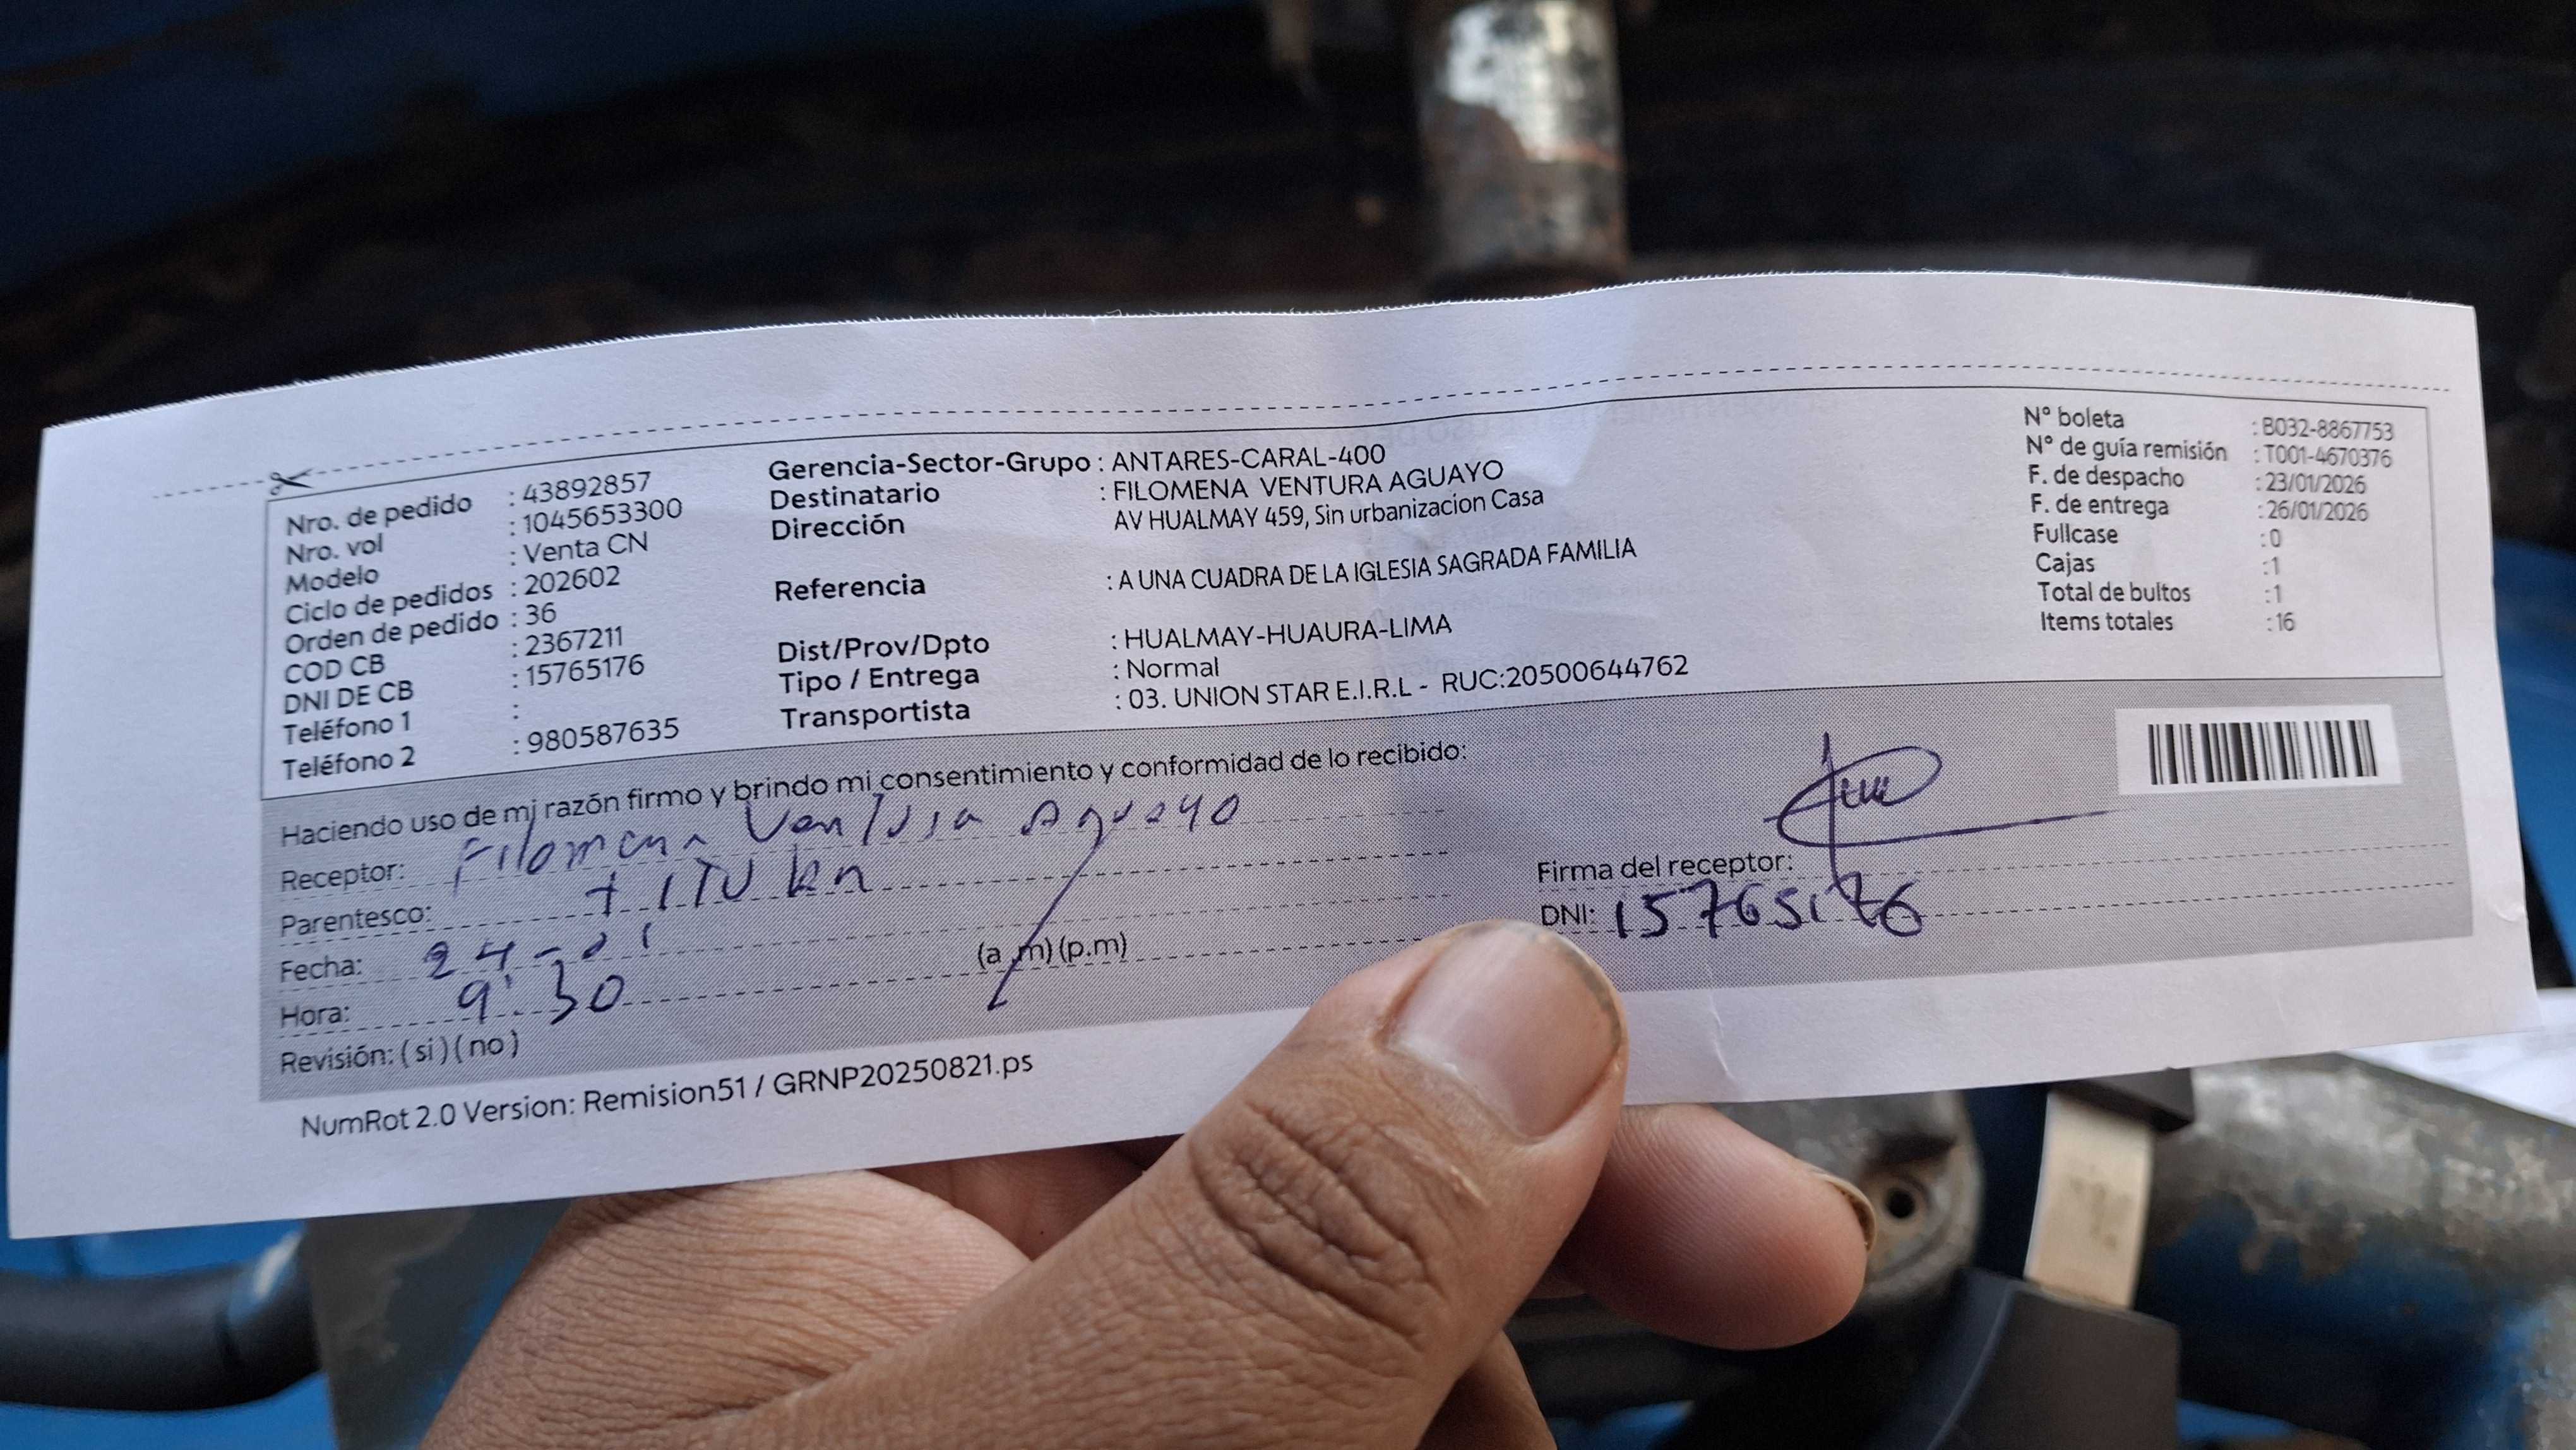 Nro. de pedido : 43892857
Nro. vol : 1045653300
Modelo : Venta CN
Ciclo de pedidos : 202602
Orden de pedido : 36
COD CB : 2367211
DNI DE CB : 15765176
Teléfono 1 :
Teléfono 2 : 980587635
Gerencia-Sector-Grupo : ANTARES-CARAL-400
Destinatario : FILOMENA VENTURA AGUAYO
Dirección AV HUALMAY 459, Sin urbanizacion Casa
Referencia : A UNA CUADRA DE LA IGLESIA SAGRADA FAMILIA
Dist/Prov/Dpto : HUALMAY-HUAURA-LIMA
Tipo / Entrega : Normal
Transportista : 03. UNION STAR E.I.R.L - RUC:20500644762
N° boleta : B032-8867753
N° de guía remisión : T001-4670376
F. de despacho : 23/01/2026
F. de entrega : 26/01/2026
Fullcase :0
Cajas :1
Total de bultos :1
Items totales :16
Haciendo uso de mi razón firmo y brindo mi consentimiento y conformidad de lo recibido:
Receptor: Filomena Ventura Aguayo
Parentesco:
Fecha: 24-01
Hora: 9:30 (a.m) (p.m)
Revisión: ( si ) ( no )
Firma del receptor:
DNI: 15765176
NumRot 2.0 Version: Remision51 / GRNP20250821.ps